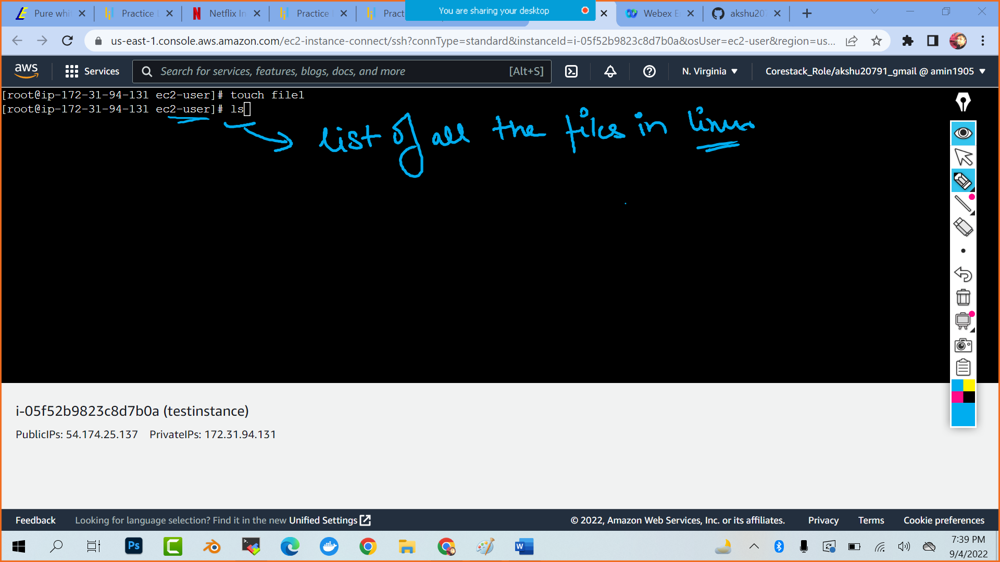 Pure whi
Practice L
Netflix In
Practice
Pract
You are sharing your desktop
Webex E
akshu207
us-east-1.console.aws.amazon.com/ec2-instance-connect/ssh?connType=standard&instanceId=i-05f52b9823c8d7b0a&osUser=ec2-user&region=us...
aws
Services
Search for services, features, blogs, docs, and more [Alt+S]
N. Virginia
Corestack_Role/akshu20791_gmail @ amin1905
[root@ip-172-31-94-131 ec2-user]# touch file1
[root@ip-172-31-94-131 ec2-user]# ls
list of all the files in linux
i-05f52b9823c8d7b0a (testinstance)
PublicIPs: 54.174.25.137 PrivateIPs: 172.31.94.131
Feedback Looking for language selection? Find it in the new Unified Settings © 2022, Amazon Web Services, Inc. or its affiliates. Privacy Terms Cookie preferences
Ps
C
W
7:39 PM
9/4/2022